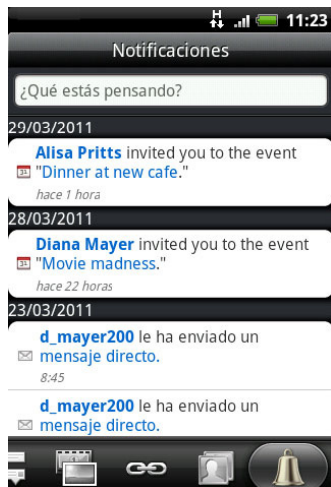 H
11:23
Notificaciones
¿Qué estás pensando?
29/03/2011
Alisa Pritts invited you to the event
31 "Dinner at new cafe."
hace 1 hora
28/03/2011
Diana Mayer invited you to the event
31 "Movie madness."
hace 22 horas
23/03/2011
d_mayer200 le ha enviado un
mensaje directo.
8:45
d_mayer200 le ha enviado un
mensaje directo.